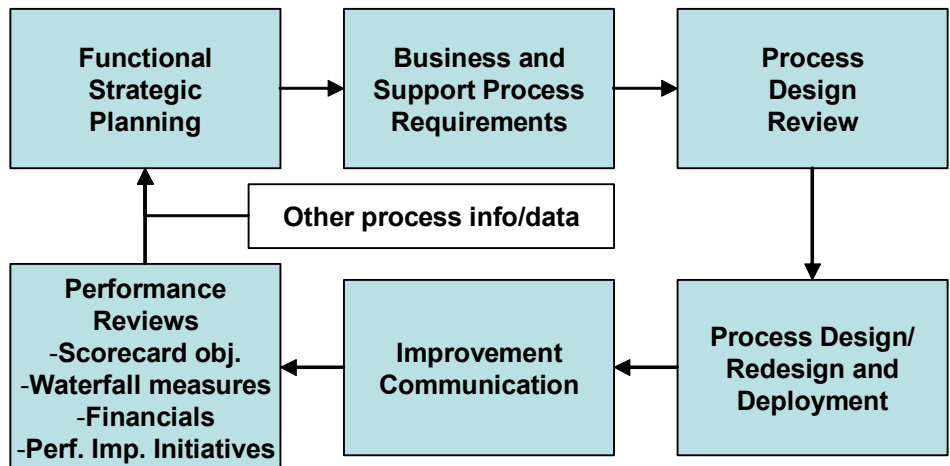 Functional
Strategic
Planning
Business and
Support Process
Requirements
Process
Design
Review
Other process info/data
Performance
Reviews
-Scorecard obj.
-Waterfall measures
-Financials
-Perf. Imp. Initiatives
Improvement
Communication
Process Design/
Redesign and
Deployment